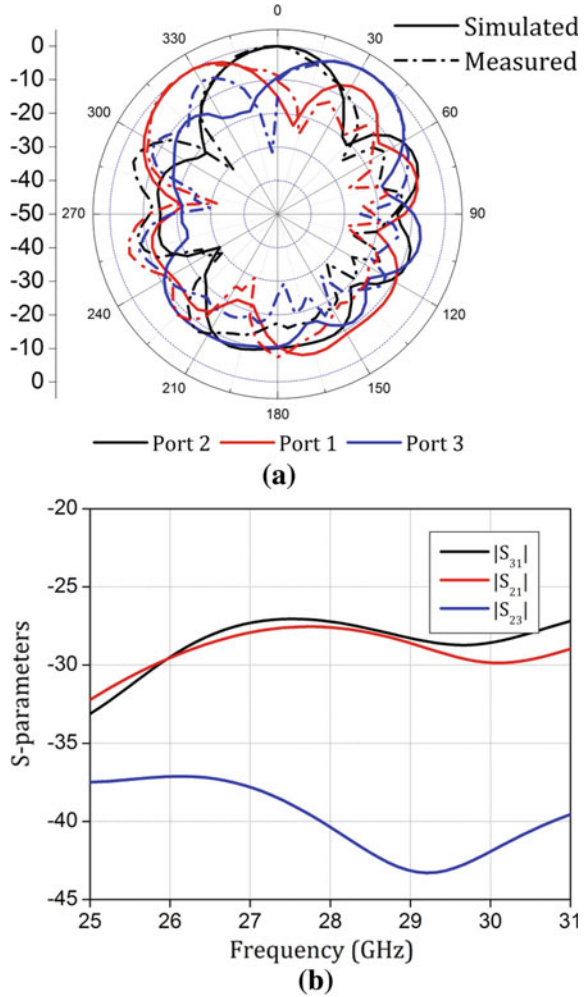 0
330
30
Simulated
Measured
0
-10
-20
-30
-40
-50
-40
-30
-20
-10
0
300
60
270
90
240
120
210
150
180
Port 2 Port 1 Port 3
(a)
-20
-25
-30
-35
-40
-45
S-parameters
|S31|
|S21|
|S23|
25 26 27 28 29 30 31
Frequency (GHz)
(b)